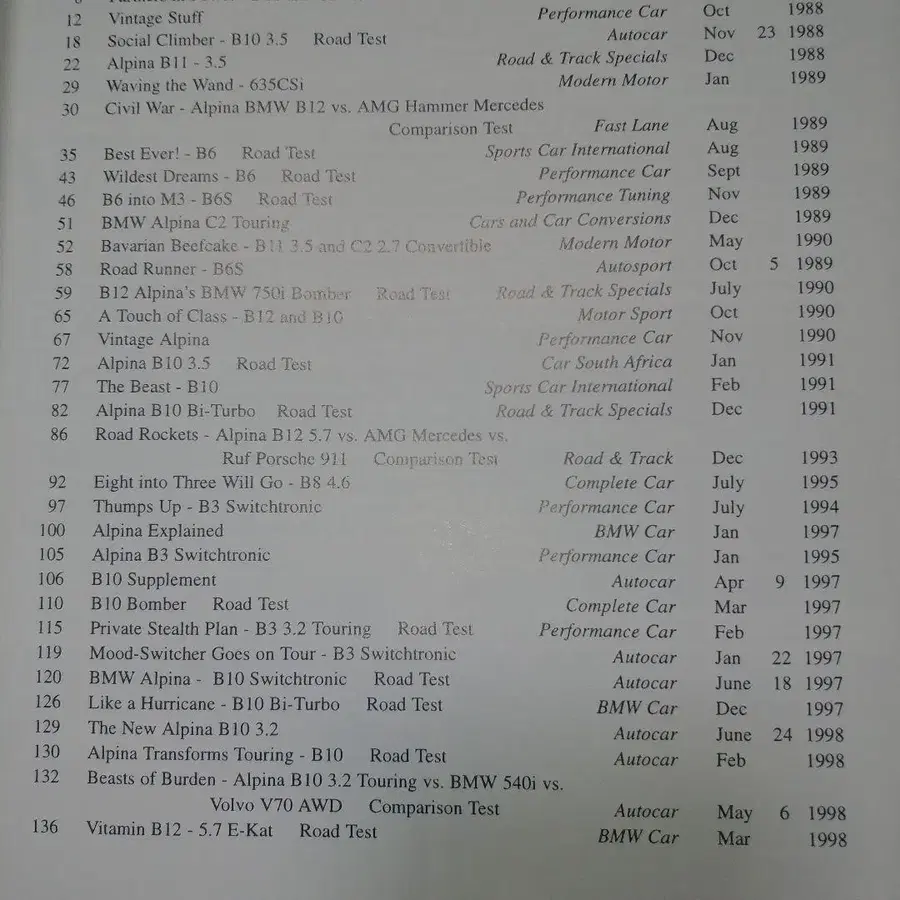 12 Vintage Stuff Performance Car Oct 1988
18 Social Climber - B10 3.5 Road Test Autocar Nov 23 1988
22 Alpina B11 - 3.5 Road & Track Specials Dec 1988
29 Waving the Wand - 635CSi Modern Motor Jan 1989
30 Civil War - Alpina BMW B12 vs. AMG Hammer Mercedes
Comparison Test Fast Lane Aug 1989
35 Best Ever! - B6 Road Test Sports Car International Aug 1989
43 Wildest Dreams - B6 Road Test Performance Car Sept 1989
46 B6 into M3 - B6S Road Test Performance Tuning Nov 1989
51 BMW Alpina C2 Touring Cars and Car Conversions Dec 1989
52 Bavarian Beefcake - B11 3.5 and C2 2.7 Convertible Modern Motor May 1990
58 Road Runner - B6S Autosport Oct 5 1989
59 B12 Alpina's BMW 750i Bomber Road Test Road & Track Specials July 1990
65 A Touch of Class - B12 and B10 Motor Sport Oct 1990
67 Vintage Alpina Performance Car Nov 1990
72 Alpina B10 3.5 Road Test Car South Africa Jan 1991
77 The Beast - B10 Sports Car International Feb 1991
82 Alpina B10 Bi-Turbo Road Test Road & Track Specials Dec 1991
86 Road Rockets - Alpina B12 5.7 vs. AMG Mercedes vs.
Ruf Porsche 911 Comparison Test Road & Track Dec 1993
92 Eight into Three Will Go - B8 4.6 Complete Car July 1995
97 Thumps Up - B3 Switchtronic Performance Car July 1994
100 Alpina Explained BMW Car Jan 1997
105 Alpina B3 Switchtronic Performance Car Jan 1995
106 B10 Supplement Autocar Apr 9 1997
110 B10 Bomber Road Test Complete Car Mar 1997
115 Private Stealth Plan - B3 3.2 Touring Road Test Performance Car Feb 1997
119 Mood-Switcher Goes on Tour - B3 Switchtronic Autocar Jan 22 1997
120 BMW Alpina - B10 Switchtronic Road Test Autocar June 18 1997
126 Like a Hurricane - B10 Bi-Turbo Road Test BMW Car Dec 1997
129 The New Alpina B10 3.2 Autocar June 24 1998
130 Alpina Transforms Touring - B10 Road Test Autocar Feb 1998
132 Beasts of Burden - Alpina B10 3.2 Touring vs. BMW 540i vs.
Volvo V70 AWD Comparison Test Autocar May 6 1998
136 Vitamin B12 - 5.7 E-Kat Road Test BMW Car Mar 1998